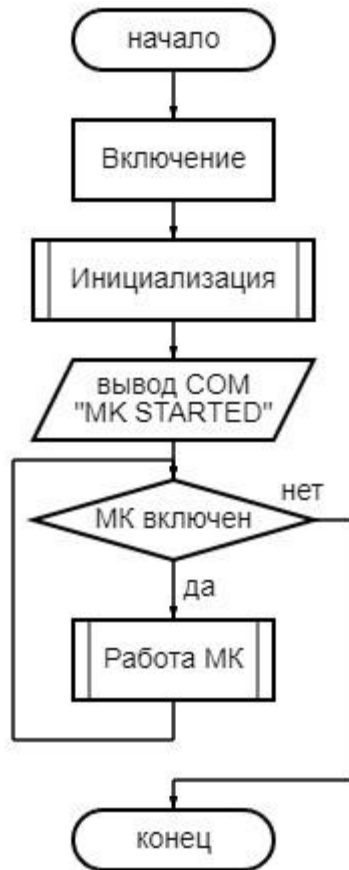 начало
Включение
Инициализация
вывод COM
"MK STARTED"
МК включен
нет
да
Работа МК
конец